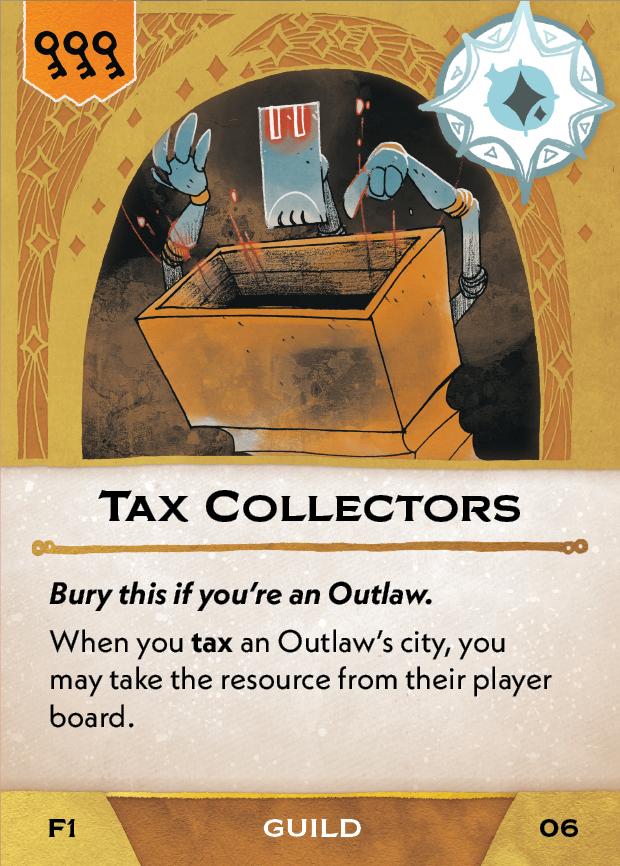 Tax Collectors
Bury this if you're an Outlaw.
When you tax an Outlaw's city, you
may take the resource from their player
board.
F1 GUILD 06